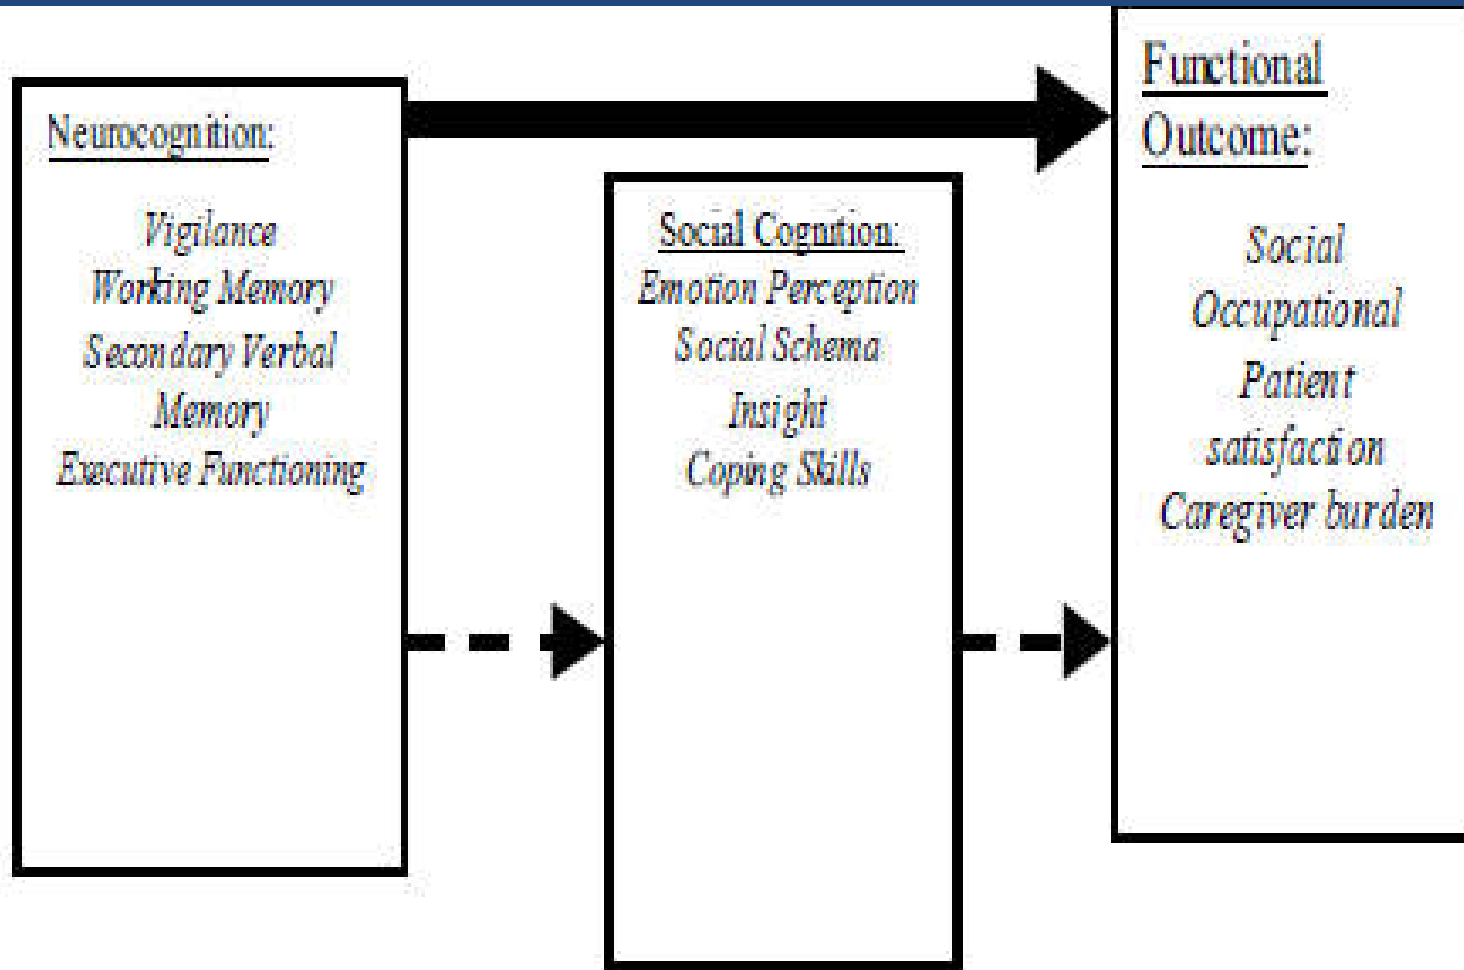 Neurocognition:
Vigilance
Working Memory
Secondary Verbal
Memory
Executive Functioning
Social Cognition:
Emotion Perception
Social Schema
Insight
Coping Skills
Functional
Outcome:
Social
Occupational
Patient
satisfaction
Caregiver burden